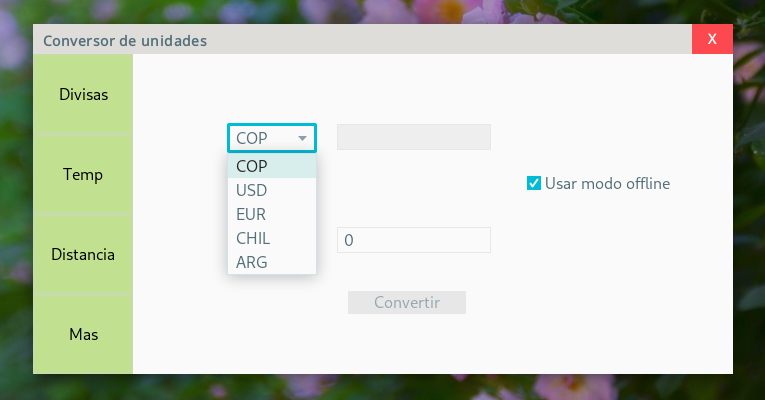 Conversor de unidades
X
Divisas
Temp
Distancia
Mas
COP
COP
USD
EUR
CHIL
ARG
Usar modo offline
0
Convertir